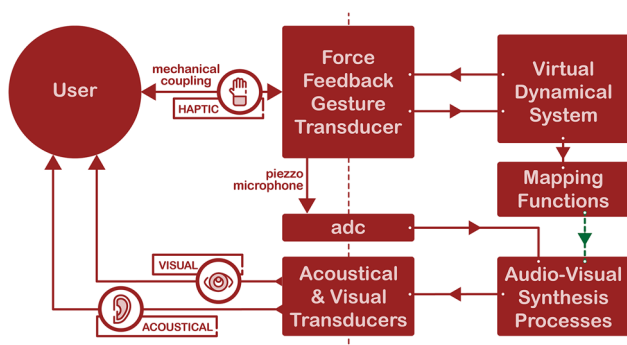 User
mechanical
coupling
HAPTIC
Force
Feedback
Gesture
Transducer
Virtual
Dynamical
System
piezzo
microphone
Mapping
Functions
adc
VISUAL
ACOUSTICAL
Acoustical
& Visual
Transducers
Audio-Visual
Synthesis
Processes